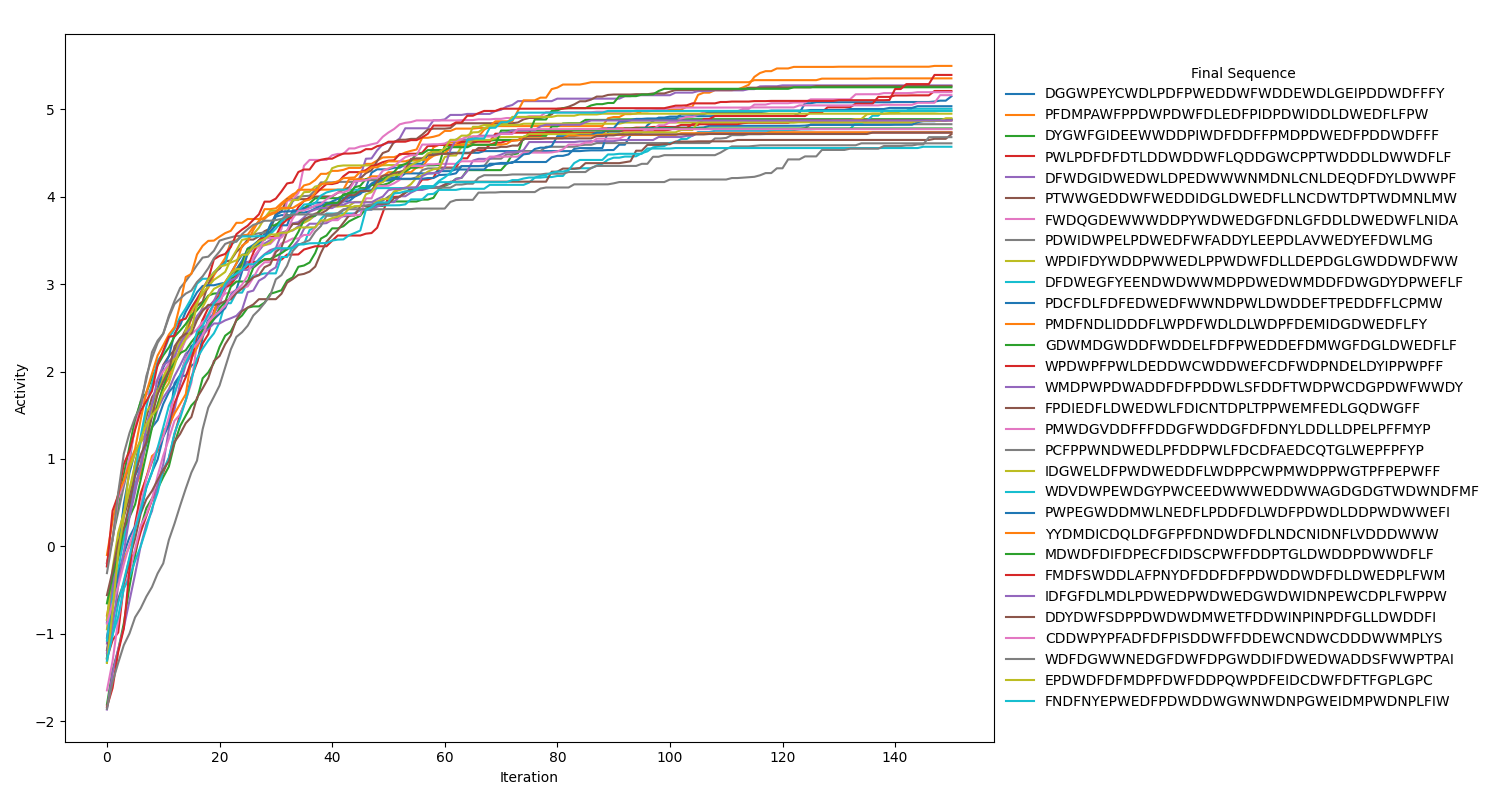 Final Sequence
DGGWPEYCWDLPDFPWEDDWFWDDEWDLGEIPDDWDFFFY
PFDMPAWFPPDWPDWFDLEDFPIDPDWIDDLDWEDFLFPW
DYGWFGIDEEWWDDPIWDFDDFFPMDPDWEDFPDDWDFFF
PWLPDFDFDTLDDWDDWFLQDDGWCPPTWDDDLDWWDFLF
DFWDGIDWEDWLDPEDWWWNMDNLCNLDEQDFDYLDWWPF
PTWWGEDDWFWEDDIDGLDWEDFLLNCDWTDPTWDMNLMW
FWDQGDEWWWDDPYWDWEDGFDNLGFDDLDWEDWFLNIDA
PDWIDWPELPDWEDFWFADDYLEEPDLAVWEDYEFDWLMG
WPDIFDYWDDPWWEDLPPWDWFDLLDEPDGLGWDDWDFWW
DFDWEGFYEENDWDWWMDPDWEDWMDDFDWGDYDPWEFLF
PDCFDLFDFEDWEDFWWNDPWLDWDDEFTPEDDFFLCPMW
PMDFNDLIDDDFLWPDFWDLDLWDPFDEMIDGDWEDFLFY
GDWMDGWDDFWDDELFDFPWEDDEFDMWGFDGLDWEDFLF
WPDWPFPWLDEDDWCWDDWEFCDFWDPNDELDYIPPWPFF
WMDPWPDWADDFDFPDDWLSFDDFTWDPWCDGPDWFWWDY
FPDIEDFLDWEDWLFDICNTDPLTPPWEMFEDLGQDWGFF
PMWDGVDDFFFDDGFWDDGFDFDNYLDDLLDPELPFFMYP
PCFPPWNDWEDLPFDDPWLFDCDFAEDCQTGLWEPFPFYP
IDGWELDFPWDWEDDFLWDPPCWPMWDPPWGTPFPEPWFF
WDVDWPEWDGYPWCEEDWWWEDDWWAGDGDGTWDWNDFMF
PWPEGWDDMWLNEDFLPDDFDLWDFPDWDLDDPWDWWEFI
YYDMDICDQLDFGFPFDNDWDFDLNDCNIDNFLVDDDWWW
MDWDFDIFDPECFDIDSCPWFFDDPTGLDWDDPDWWDFLF
FMDFSWDDLAFPNYDFDDFDFPDWDDWDFDLDWEDPLFWM
IDFGFDLMDLPDWEDPWDWEDGWDWIDNPEWCDPLFWPPW
DDYDWFSDPPDWDWDMWETFDDWINPINPDFGLLDWDDFI
CDDWPYPFADFDFPISDDWFFDDEWCNDWCDDDWWMPLYS
WDFDGWWNEDGFDWFDPGWDDIFDWEDWADDSFWWPTPAI
EPDWDFDFMDPFDWFDDPQWPDFEIDCDWFDFTFGPLGPC
FNDFNYEPWEDFPDWDDWGWNWDNPGWEIDMPWDNPLFIW
5
4
3
2
1
0
−1
−2
Activity
0 20 40 60 80 100 120 140
Iteration